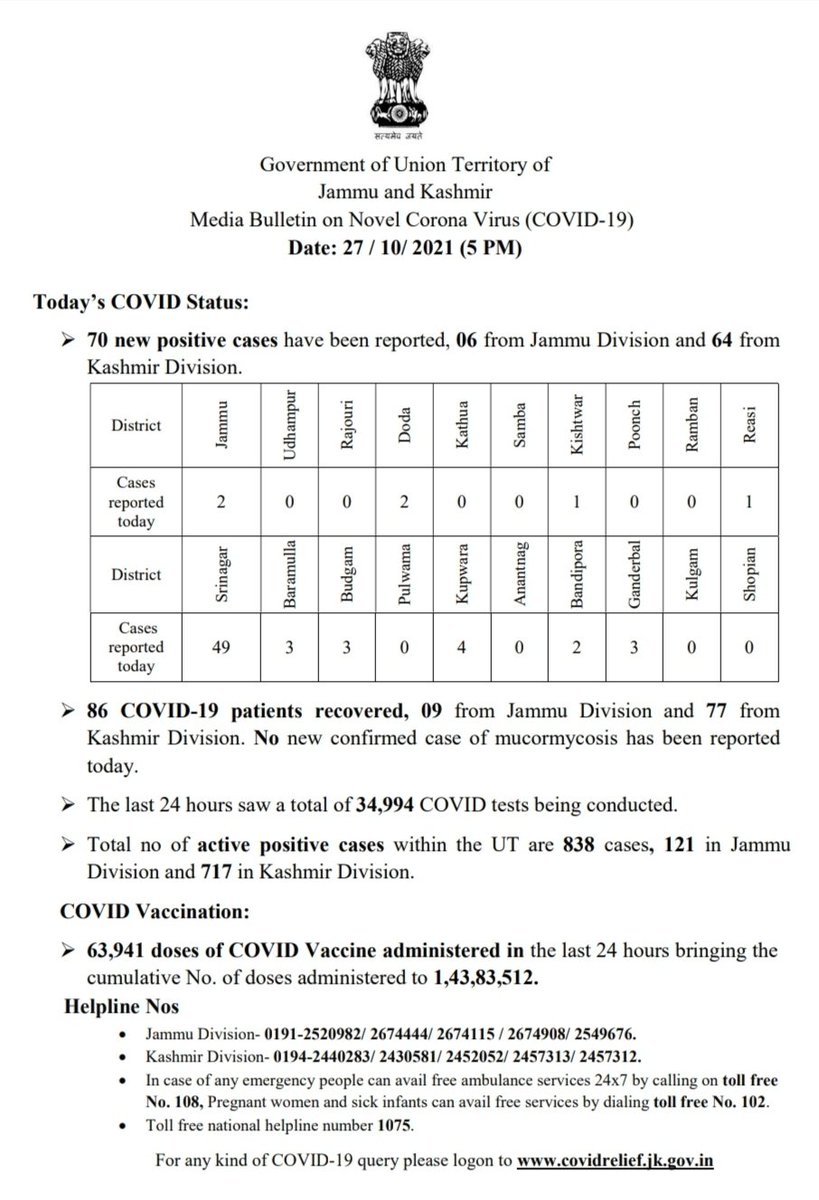 सत्यमेव जयते
Government of Union Territory of
Jammu and Kashmir
Media Bulletin on Novel Corona Virus (COVID-19)
Date: 27 / 10/ 2021 (5 PM)
Today’s COVID Status:
➢ 70 new positive cases have been reported, 06 from Jammu Division and 64 from
Kashmir Division.
District Jammu Udhampur Rajouri Doda Kathua Samba Kishtwar Poonch Ramban Reasi
Cases
reported
today
2 0 0 2 0 0 1 0 0 1
District Srinagar Baramulla Budgam Pulwama Kupwara Anantnag Bandipora Ganderbal Kulgam Shopian
Cases
reported
today
49 3 3 0 4 0 2 3 0 0
➢ 86 COVID-19 patients recovered, 09 from Jammu Division and 77 from
Kashmir Division. No new confirmed case of mucormycosis has been reported
today.
➢ The last 24 hours saw a total of 34,994 COVID tests being conducted.
➢ Total no of active positive cases within the UT are 838 cases, 121 in Jammu
Division and 717 in Kashmir Division.
COVID Vaccination:
➢ 63,941 doses of COVID Vaccine administered in the last 24 hours bringing the
cumulative No. of doses administered to 1,43,83,512.
Helpline Nos
• Jammu Division- 0191-2520982/ 2674444/ 2674115 / 2674908/ 2549676.
• Kashmir Division- 0194-2440283/ 2430581/ 2452052/ 2457313/ 2457312.
• In case of any emergency people can avail free ambulance services 24x7 by calling on toll free
No. 108, Pregnant women and sick infants can avail free services by dialing toll free No. 102.
• Toll free national helpline number 1075.
For any kind of COVID-19 query please logon to www.covidrelief.jk.gov.in